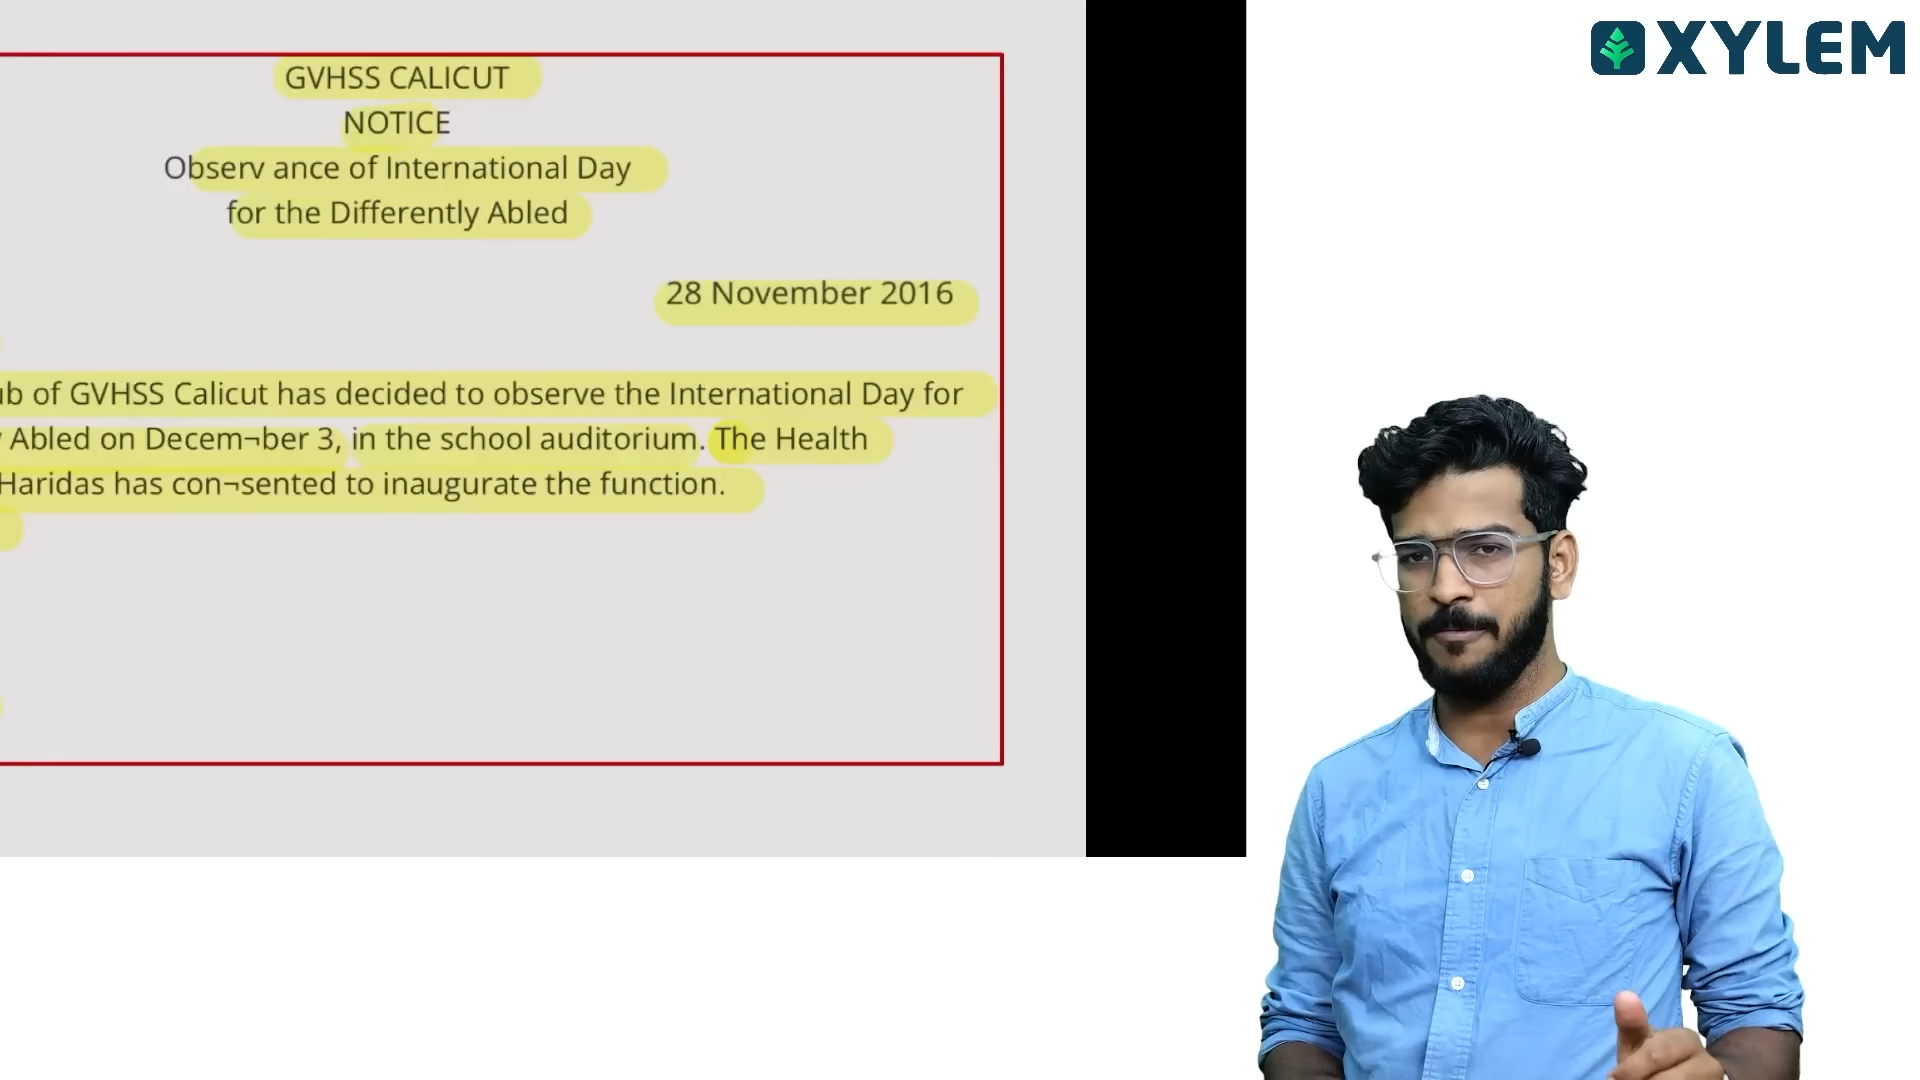 XYLEM
GVHSS CALICUT
NOTICE
Observ ance of International Day
for the Differently Abled
28 November 2016
of GVHSS Calicut has decided to observe the International Day for
Abled on Decem¬ber 3, in the school auditorium. The Health
Haridas has con¬sented to inaugurate the function.